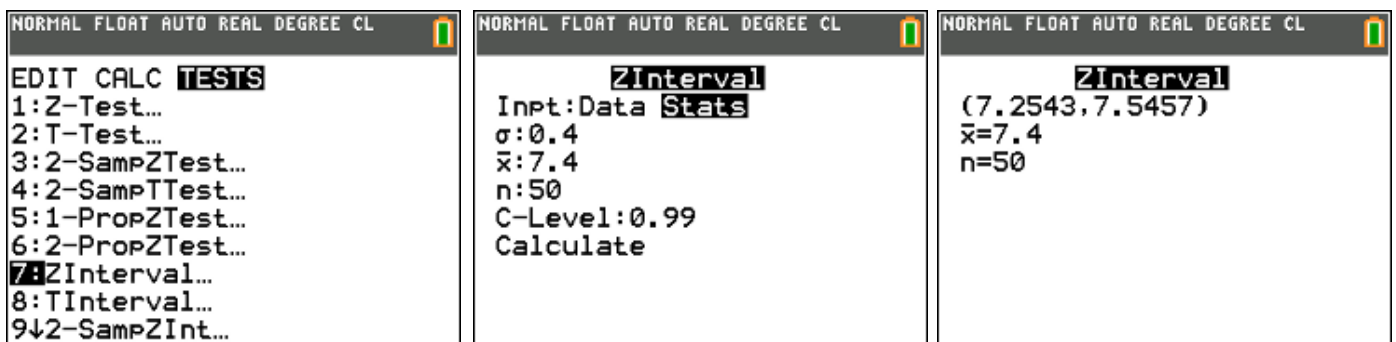 NORMAL FLOAT AUTO REAL DEGREE CL
EDIT CALC TESTS
1:Z-Test…
2:T-Test…
3:2-SampZTest…
4:2-SampTTest…
5:1-PropZTest…
6:2-PropZTest…
7:ZInterval…
8:TInterval…
9↓2-SampZInt…
NORMAL FLOAT AUTO REAL DEGREE CL
ZInterval
Inpt:Data Stats
σ:0.4
x̄:7.4
n:50
C-Level:0.99
Calculate
NORMAL FLOAT AUTO REAL DEGREE CL
ZInterval
(7.2543,7.5457)
x̄=7.4
n=50